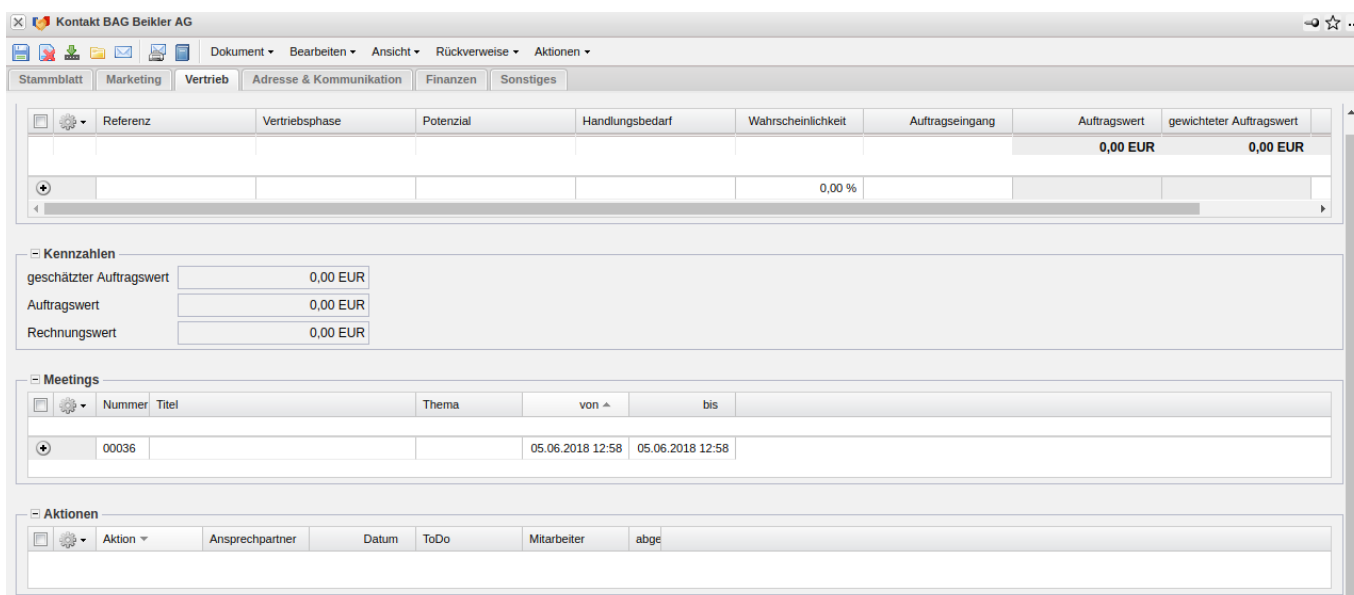 Kontakt BAG Beikler AG
Dokument Bearbeiten Ansicht Rückverweise Aktionen
Stammblatt Marketing Vertrieb Adresse & Kommunikation Finanzen Sonstiges
Referenz Vertriebsphase Potenzial Handlungsbedarf Wahrscheinlichkeit Auftragseingang Auftragswert gewichteter Auftragswert
0,00 EUR 0,00 EUR
0,00 %
Kennzahlen
geschätzter Auftragswert 0,00 EUR
Auftragswert 0,00 EUR
Rechnungswert 0,00 EUR
Meetings
Nummer Titel Thema von bis
00036 05.06.2018 12:58 05.06.2018 12:58
Aktionen
Aktion Ansprechpartner Datum ToDo Mitarbeiter abge